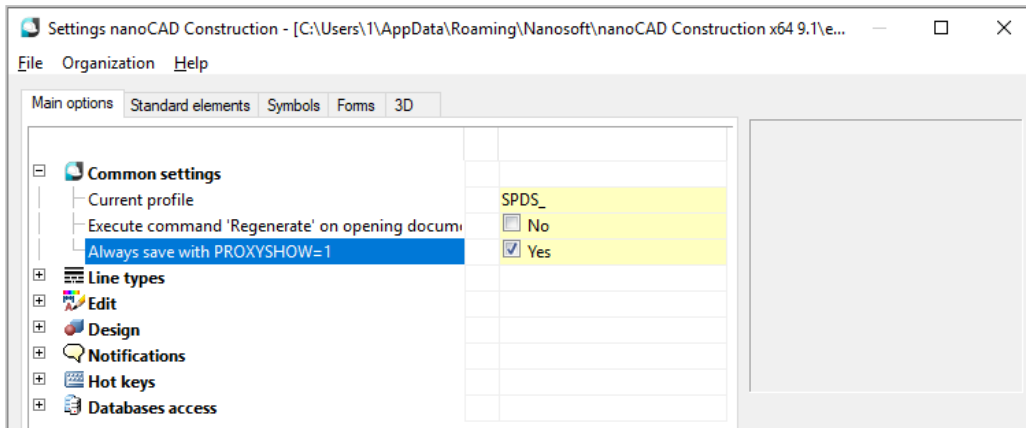 Settings nanoCAD Construction - [C:\Users\1\AppData\Roaming\Nanosoft\nanoCAD Construction x64 9.1\e...
File Organization Help
Main options Standard elements Symbols Forms 3D
Common settings
Current profile SPDS_
Execute command 'Regenerate' on opening docum No
Always save with PROXYSHOW=1 Yes
Line types
Edit
Design
Notifications
Hot keys
Databases access